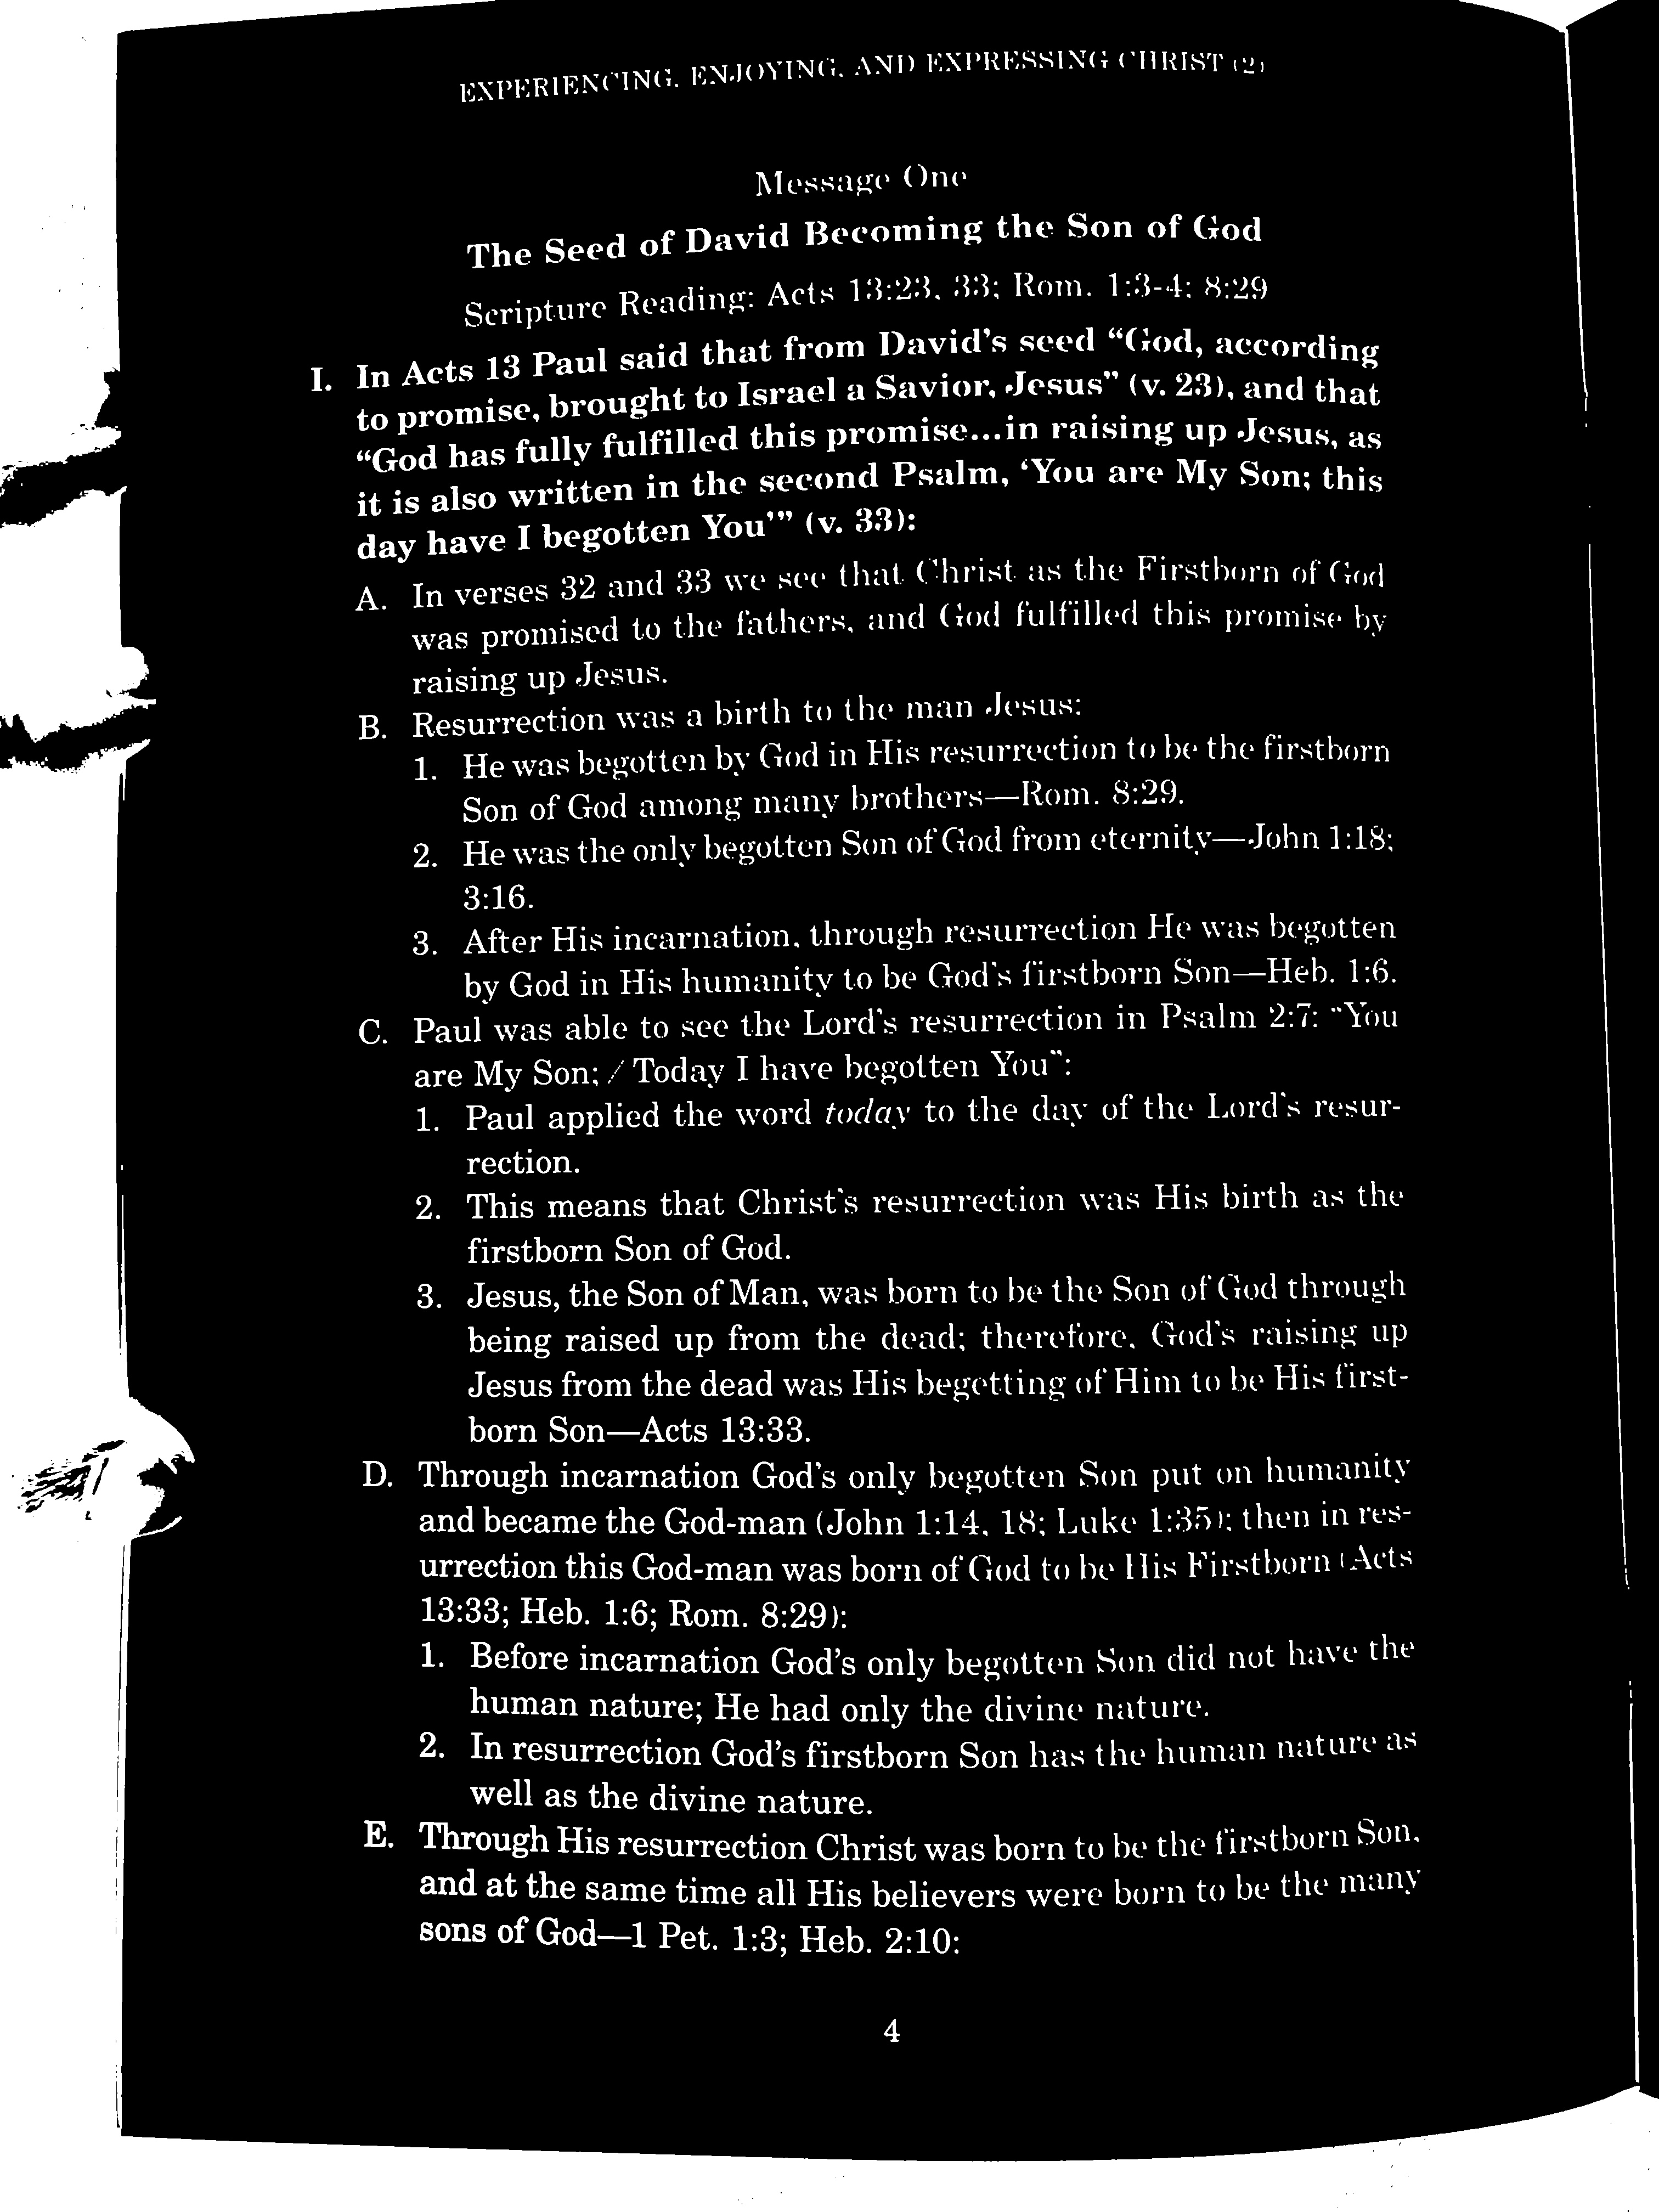 EXPERIENCING, ENJOYING, AND EXPRESSING CHRIST (2)
Message One
The Seed of David Becoming the Son of God
Scripture Reading: Acts 13:23, 33; Rom. 1:3-4; 8:29
I. In Acts 13 Paul said that from David's seed “God, according
to promise, brought to Israel a Savior, Jesus” (v. 23), and that
“God has fully fulfilled this promise...in raising up Jesus, as
it is also written in the second Psalm, ‘You are My Son; this
day have I begotten You’” (v. 33):
A. In verses 32 and 33 we see that Christ as the Firstborn of God
was promised to the fathers, and God fulfilled this promise by
raising up Jesus.
B. Resurrection was a birth to the man Jesus:
1. He was begotten by God in His resurrection to be the firstborn
Son of God among many brothers—Rom. 8:29.
2. He was the only begotten Son of God from eternity—John 1:18;
3:16.
3. After His incarnation, through resurrection He was begotten
by God in His humanity to be God's firstborn Son—Heb. 1:6.
C. Paul was able to see the Lord's resurrection in Psalm 2:7: “You
are My Son; / Today I have begotten You”:
1. Paul applied the word today to the day of the Lord's resur-
rection.
2. This means that Christ's resurrection was His birth as the
firstborn Son of God.
3. Jesus, the Son of Man, was born to be the Son of God through
being raised up from the dead; therefore, God's raising up
Jesus from the dead was His begetting of Him to be His first-
born Son—Acts 13:33.
D. Through incarnation God's only begotten Son put on humanity
and became the God-man (John 1:14, 18; Luke 1:35); then in res-
urrection this God-man was born of God to be His Firstborn (Acts
13:33; Heb. 1:6; Rom. 8:29):
1. Before incarnation God's only begotten Son did not have the
human nature; He had only the divine nature.
2. In resurrection God's firstborn Son has the human nature as
well as the divine nature.
E. Through His resurrection Christ was born to be the firstborn Son,
and at the same time all His believers were born to be the many
sons of God—1 Pet. 1:3; Heb. 2:10:
4